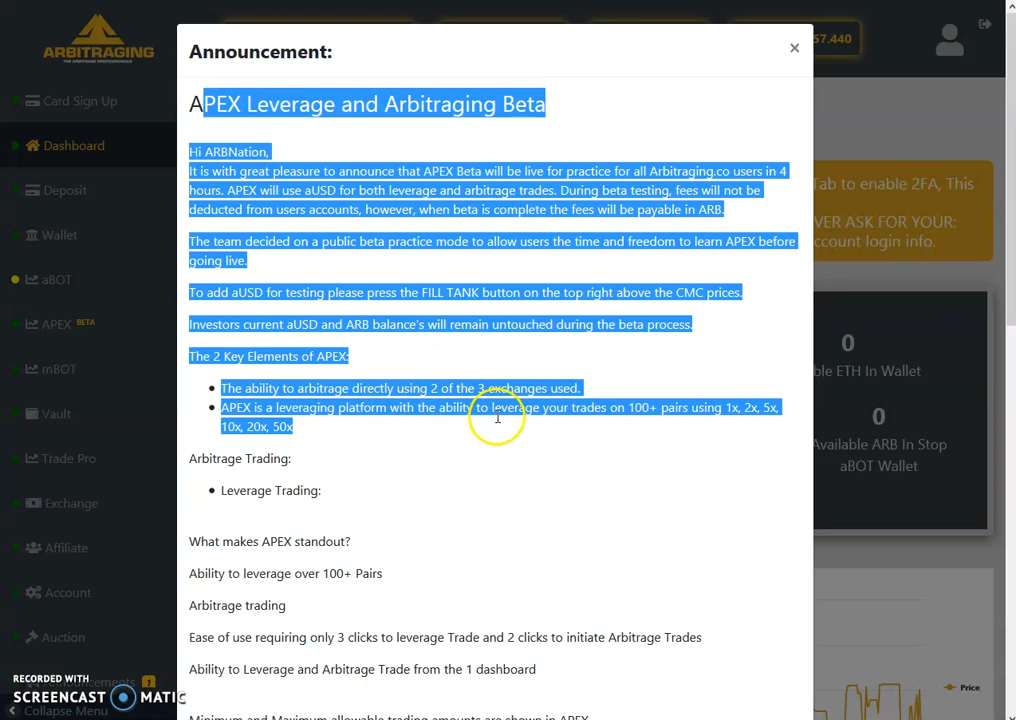 ARBITRAGING
Announcement:
×
57.440
Card Sign Up
Dashboard
Deposit
Wallet
aBOT
APEX BETA
mBOT
Vault
Trade Pro
Exchange
Affiliate
Account
Auction
1
RECORDED WITH
SCREENCAST MATIC
Collapse Menu
APEX Leverage and Arbitraging Beta
Hi ARBNation,
It is with great pleasure to announce that APEX Beta will be live for practice for all Arbitraging.co users in 4
hours. APEX will use aUSD for both leverage and arbitrage trades. During beta testing, fees will not be
deducted from users accounts, however, when beta is complete the fees will be payable in ARB.
The team decided on a public beta practice mode to allow users the time and freedom to learn APEX before
going live.
To add aUSD for testing please press the FILL TANK button on the top right above the CMC prices.
Investors current aUSD and ARB balance's will remain untouched during the beta process.
The 2 Key Elements of APEX:
• The ability to arbitrage directly using 2 of the 3 exchanges used.
• APEX is a leveraging platform with the ability to leverage your trades on 100+ pairs using 1x, 2x, 5x,
10x, 20x, 50x
Arbitrage Trading:
• Leverage Trading:
What makes APEX standout?
Ability to leverage over 100+ Pairs
Arbitrage trading
Ease of use requiring only 3 clicks to leverage Trade and 2 clicks to initiate Arbitrage Trades
Ability to Leverage and Arbitrage Trade from the 1 dashboard
Minimum and Maximum allowable trading amounts are shown in APEX
Tab to enable 2FA, This
VER ASK FOR YOUR:
ccount login info.
0
ble ETH In Wallet
0
Available ARB In Stop
aBOT Wallet
Price